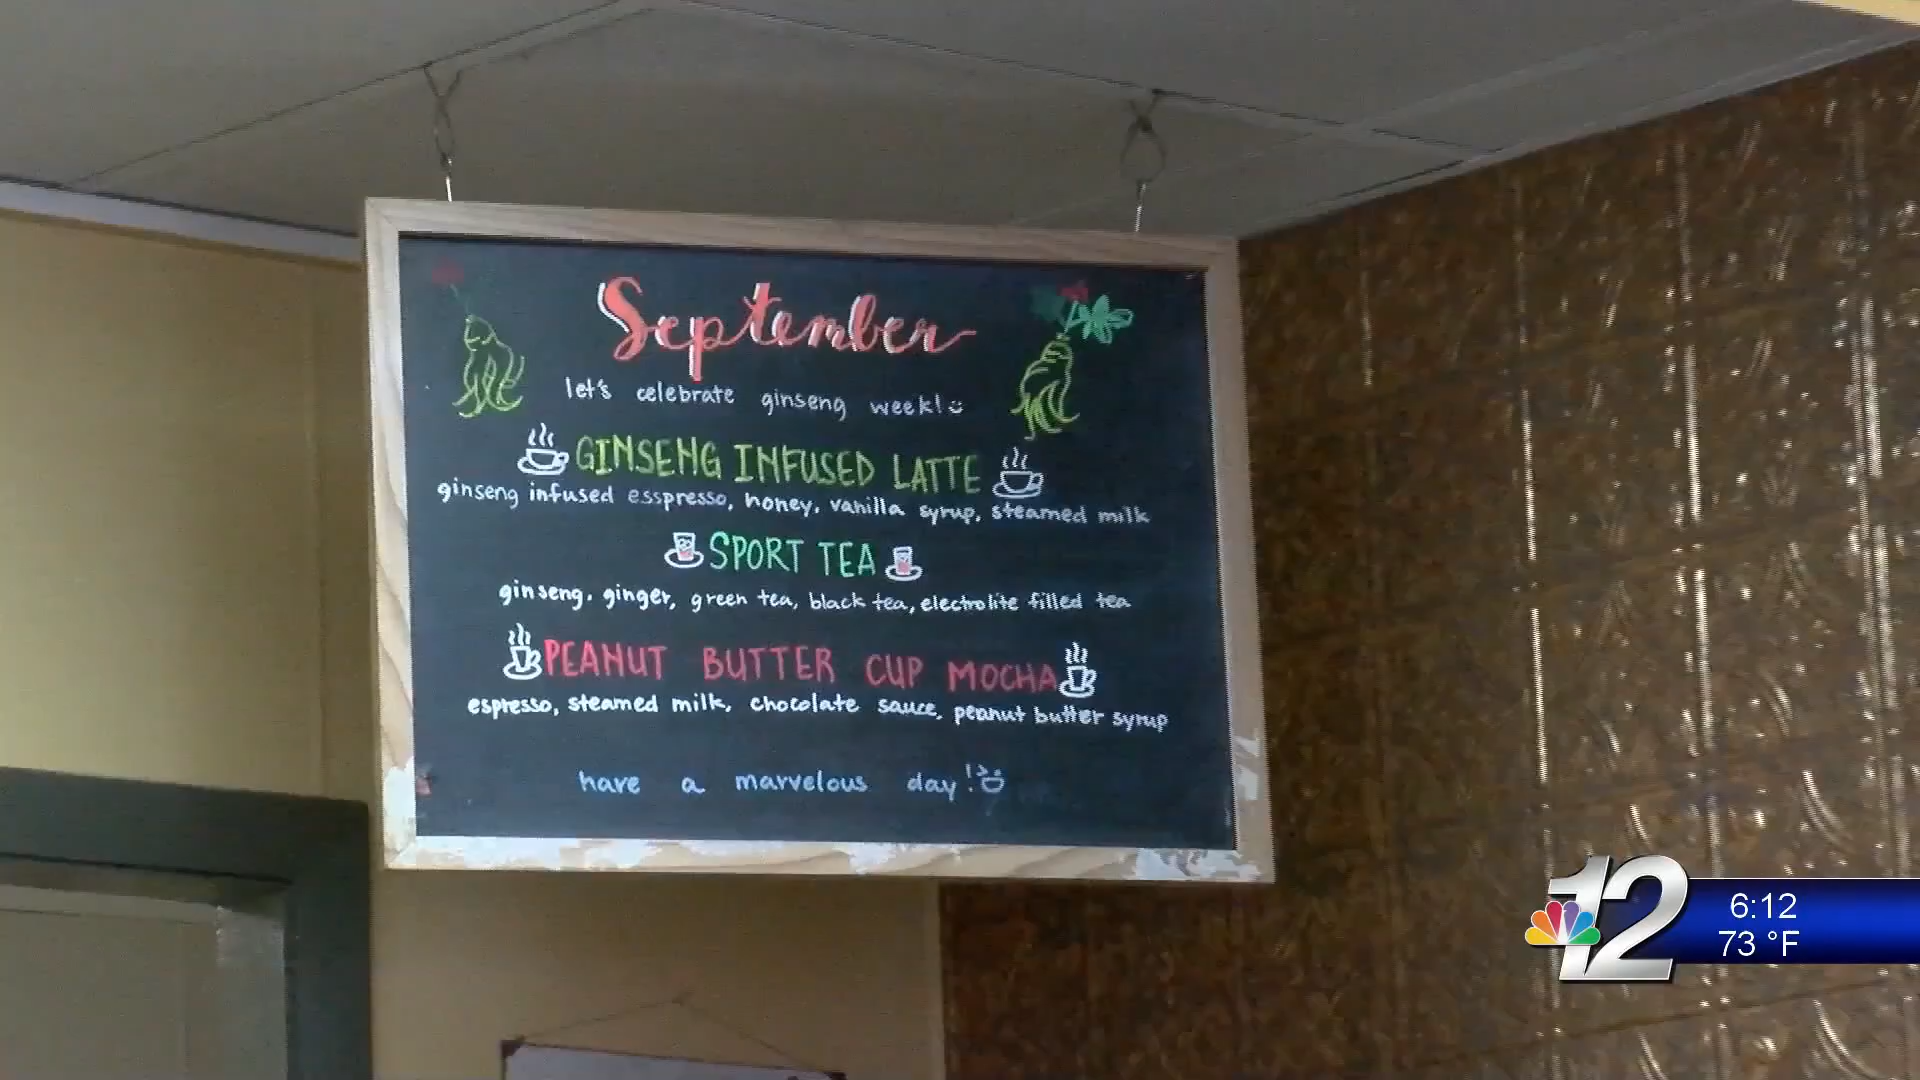 September
let's celebrate ginseng week!
GINSENG INFUSED LATTE
ginseng infused esspresso, honey, vanilla syrup, steamed milk
SPORT TEA
ginseng, ginger, green tea, black tea, electrolite filled tea
PEANUT BUTTER CUP MOCHA
espresso, steamed milk, chocolate sauce, peanut butter syrup
have a marvelous day!
12
6:12
73 °F